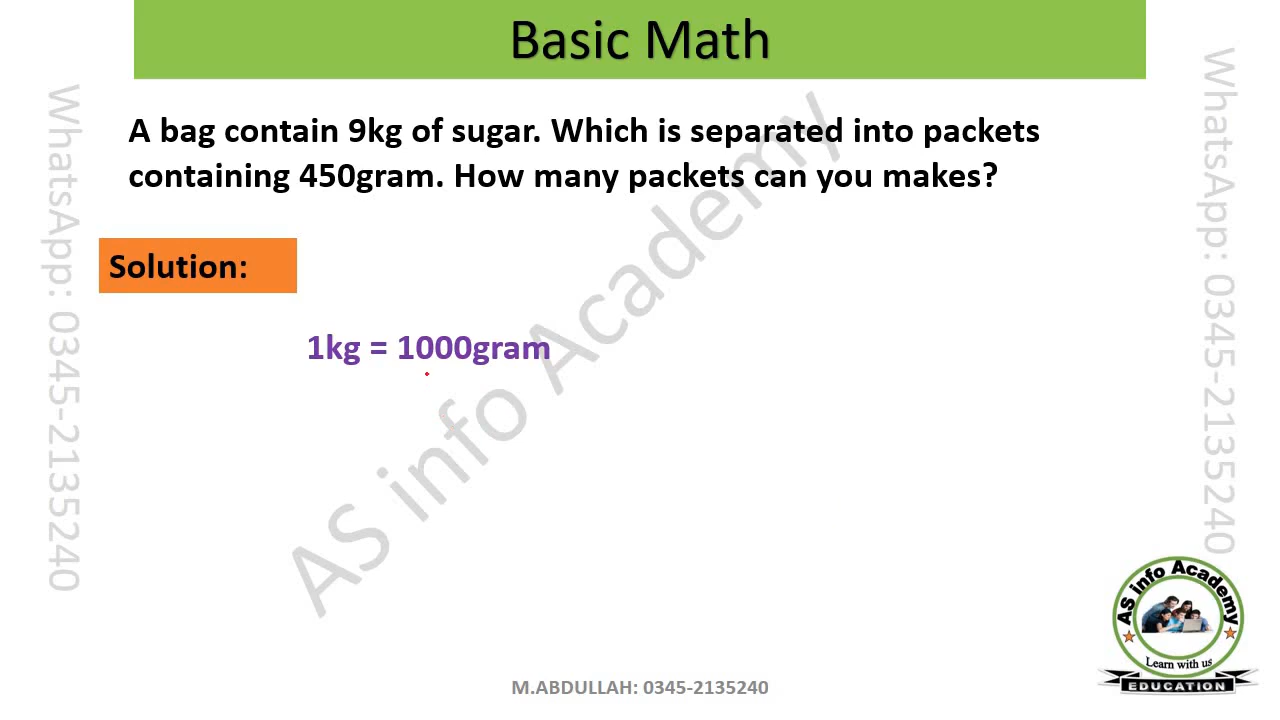 Basic Math
A bag contain 9kg of sugar. Which is separated into packets
containing 450gram. How many packets can you makes?
Solution:
1kg = 1000gram
AS info Academy
WhatsApp: 0345-2135240
WhatsApp: 0345-2135240
AS info Academy
Learn with us
EDUCATION
M.ABDULLAH: 0345-2135240